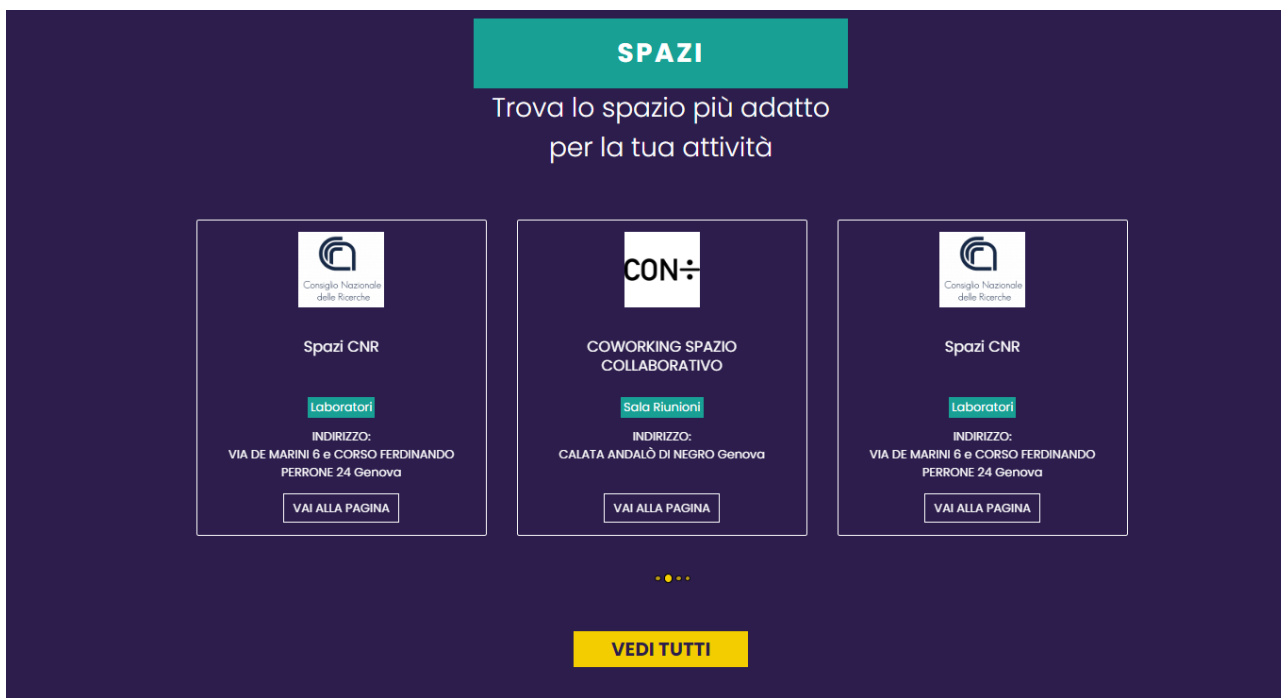 SPAZI
Trova lo spazio più adatto
per la tua attività
Consiglio Nazionale
delle Ricerche
Spazi CNR
Laboratori
INDIRIZZO:
VIA DE MARINI 6 e CORSO FERDINANDO
PERRONE 24 Genova
VAI ALLA PAGINA
CON÷
COWORKING SPAZIO
COLLABORATIVO
Sala Riunioni
INDIRIZZO:
CALATA ANDALÒ DI NEGRO Genova
VAI ALLA PAGINA
Consiglio Nazionale
delle Ricerche
Spazi CNR
Laboratori
INDIRIZZO:
VIA DE MARINI 6 e CORSO FERDINANDO
PERRONE 24 Genova
VAI ALLA PAGINA
VEDI TUTTI